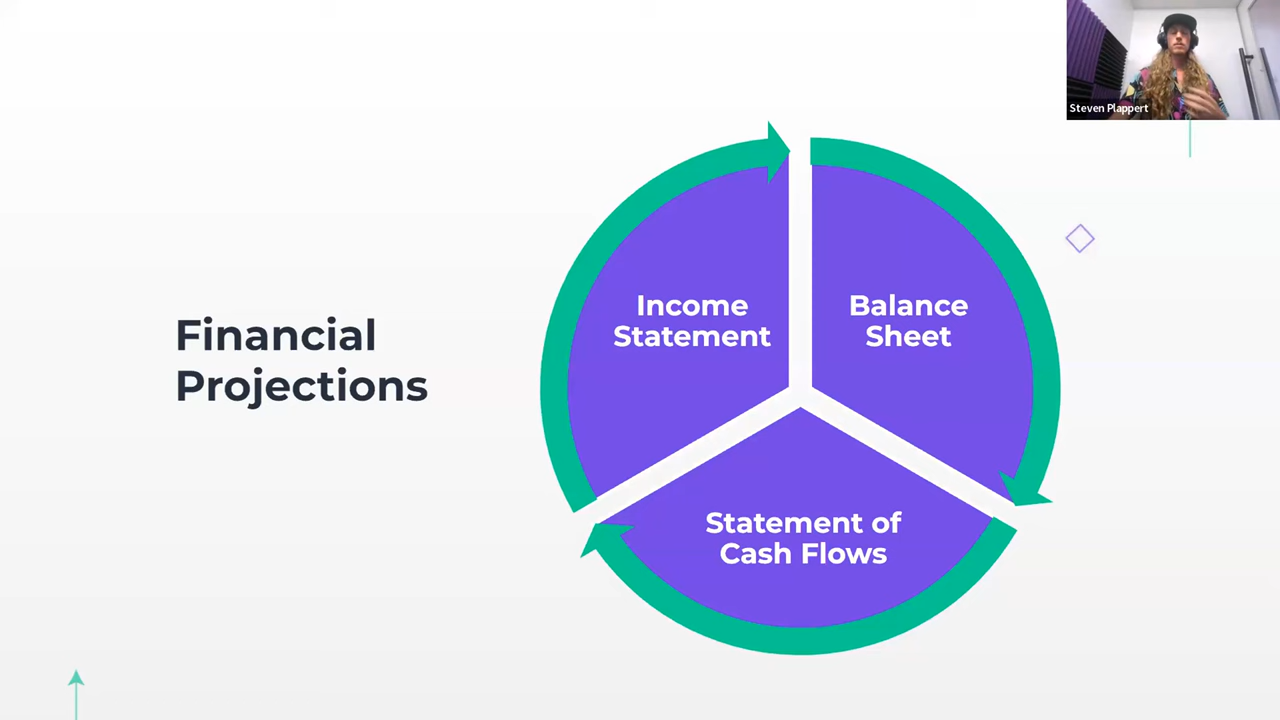 Steven Plappert
Financial
Projections
Income
Statement
Balance
Sheet
Statement of
Cash Flows